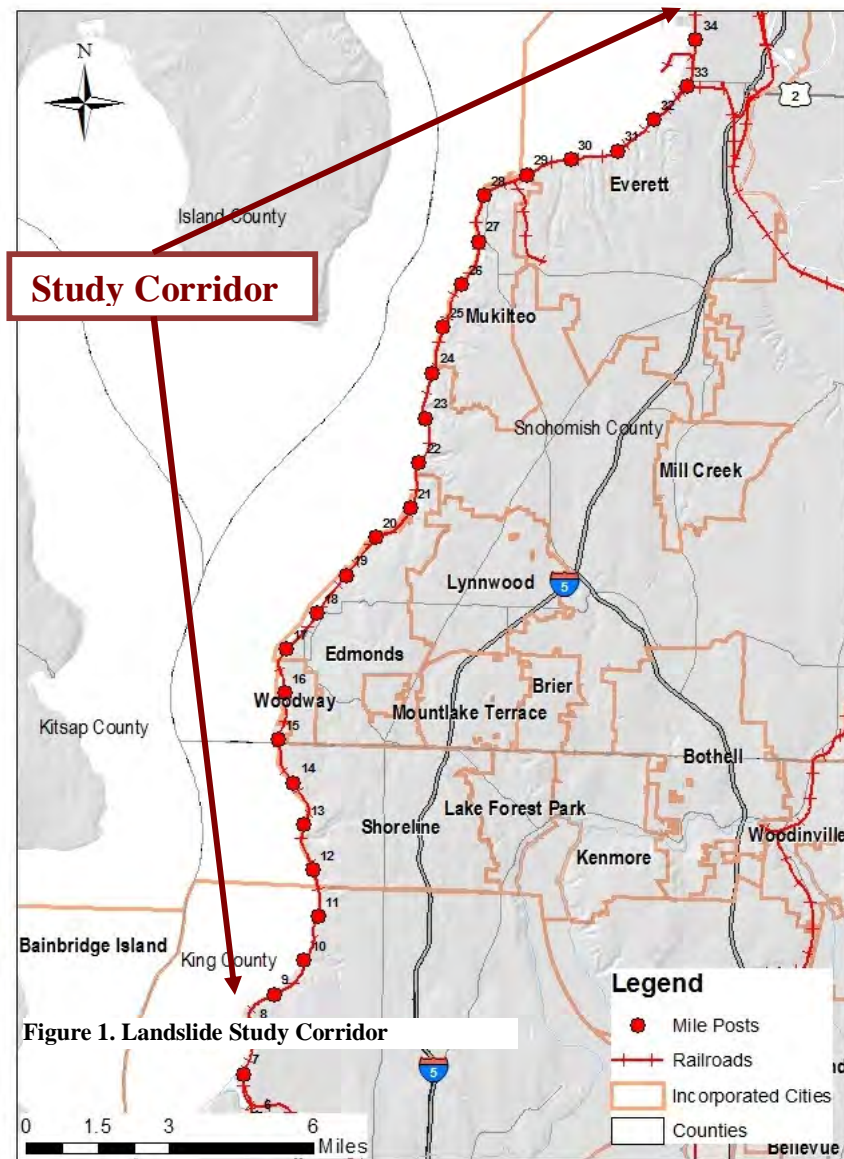 N
34
33
2
32
31
30
29
28
Everett
Island County
27
Study Corridor
26
25
Mukilteo
24
23
Snohomish County
22
Mill Creek
21
20
19
Lynnwood
5
18
17
Edmonds
16
Brier
Woodway
Mountlake Terrace
Kitsap County
15
Bothell
14
13
Lake Forest Park
Shoreline
Woodinville
12
Kenmore
11
Bainbridge Island
King County
10
9
8
Legend
Mile Posts
Figure 1. Landslide Study Corridor
7
5
Railroads
6
Incorporated Cities
0 1.5 3 6
Miles
Counties
Bellevue